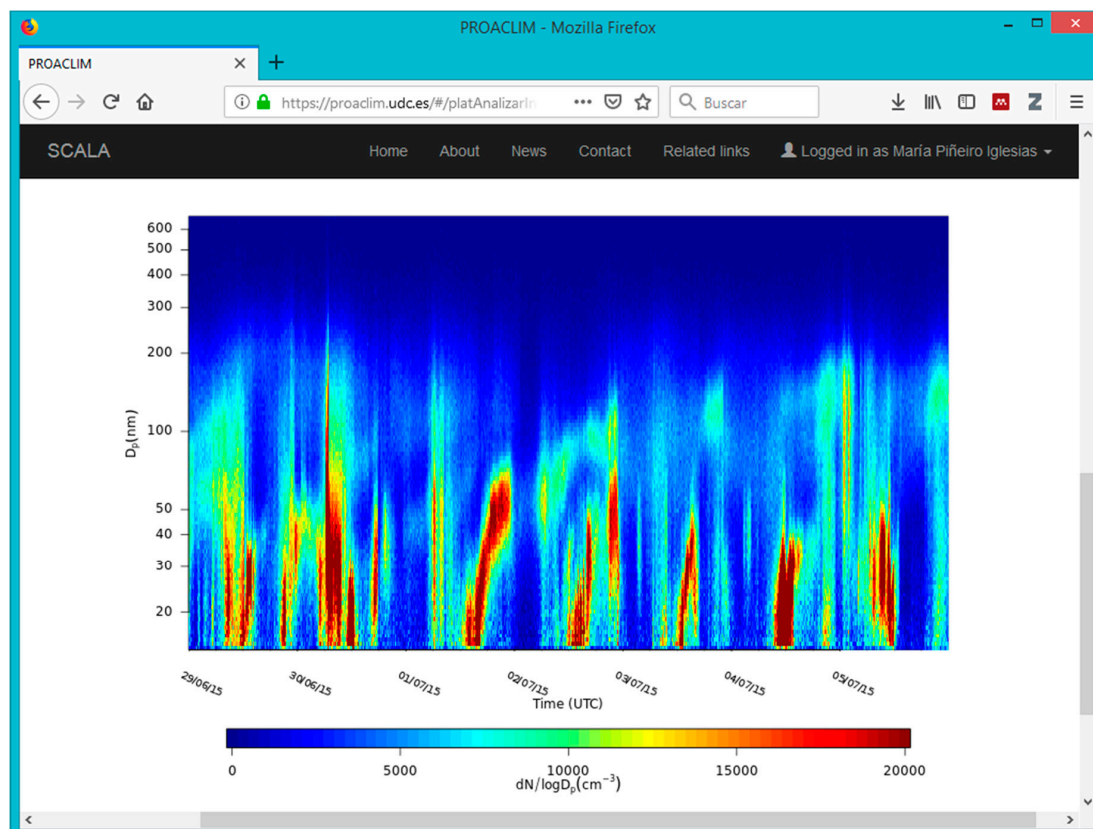 PROACLIM - Mozilla Firefox
PROACLIM
https://proaclim.udc.es/#/platAnalizarIn
Buscar
SCALA
Home
About
News
Contact
Related links
Logged in as María Piñeiro Iglesias
600
500
400
300
200
100
50
40
30
20
Dp(nm)
29/06/15
30/06/15
01/07/15
02/07/15
03/07/15
04/07/15
05/07/15
Time (UTC)
0
5000
10000
15000
20000
dN/logDp(cm⁻³)